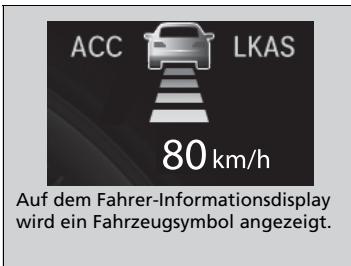 ACC LKAS
80 km/h
Auf dem Fahrer-Informationsdisplay
wird ein Fahrzeugsymbol angezeigt.